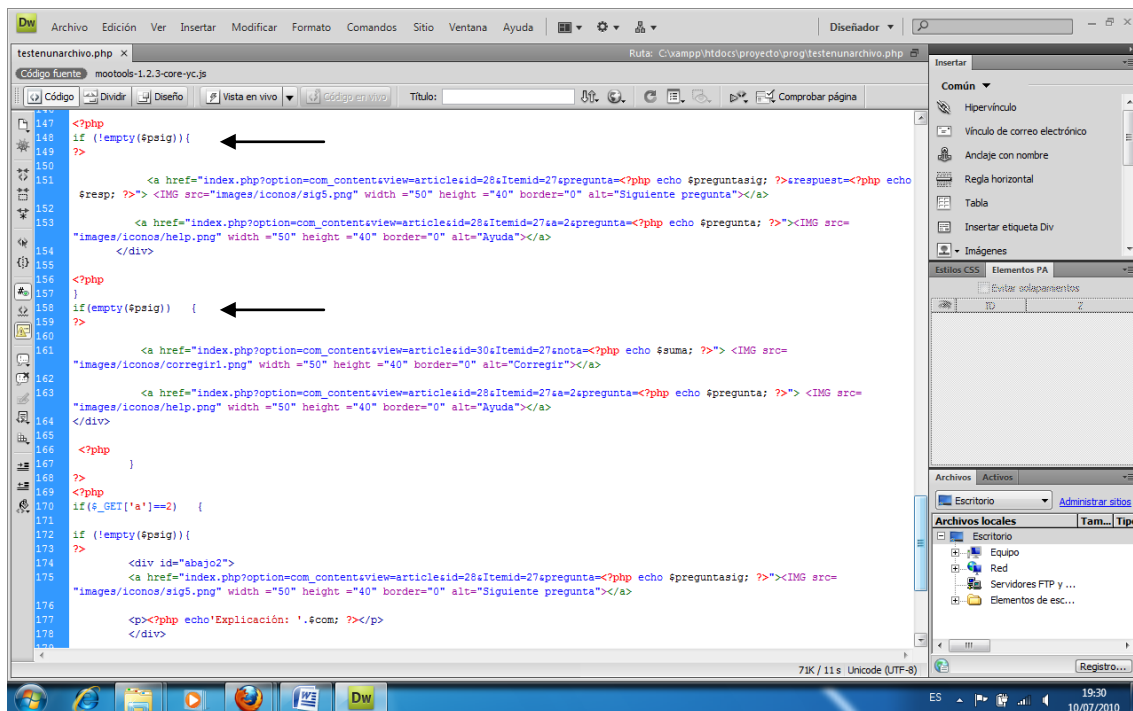 Dw Archivo Edición Ver Insertar Modificar Formato Comandos Sitio Ventana Ayuda Diseñador
testenunarchivo.php × Ruta: C:\xampp\htdocs\proyecto\prog\testenunarchivo.php
Código fuente mootools-1.2.3-core-yc.js
Código Dividir Diseño Vista en vivo Código en vivo Título: Comprobar página
147 <?php
148 if (!empty($psig)){
149 ?>
150
151 <a href="index.php?option=com_content&view=article&id=28&Itemid=27&pregunta=<?php echo $preguntasig; ?>&respuest=<?php echo
$resp; ?>"> <IMG src="images/iconos/sig5.png" width ="50" height ="40" border="0" alt="Siguiente pregunta"></a>
152
153 <a href="index.php?option=com_content&view=article&id=28&Itemid=27&a=2&pregunta=<?php echo $pregunta; ?>"><IMG src=
"images/iconos/help.png" width ="50" height ="40" border="0" alt="Ayuda"></a>
154 </div>
155
156 <?php
157 }
158 if(empty($psig)) {
159 ?>
160
161 <a href="index.php?option=com_content&view=article&id=30&Itemid=27&nota=<?php echo $suma; ?>"> <IMG src=
"images/iconos/corregir1.png" width ="50" height ="40" border="0" alt="Corregir"></a>
162
163 <a href="index.php?option=com_content&view=article&id=28&Itemid=27&a=2&pregunta=<?php echo $pregunta; ?>"> <IMG src=
"images/iconos/help.png" width ="50" height ="40" border="0" alt="Ayuda"></a>
164 </div>
165
166 <?php
167 }
168 ?>
169 <?php
170 if($_GET['a']==2) {
171
172 if (!empty($psig)){
173 ?>
174 <div id="abajo2">
175 <a href="index.php?option=com_content&view=article&id=28&Itemid=27&pregunta=<?php echo $preguntasig; ?>"><IMG src=
"images/iconos/sig5.png" width ="50" height ="40" border="0" alt="Siguiente pregunta"></a>
176
177 <p><?php echo'Explicación: '.$com; ?></p>
178 </div>
71K / 11 s Unicode (UTF-8)
Insertar
Común
Hipervínculo
Vínculo de correo electrónico
Anclaje con nombre
Regla horizontal
Tabla
Insertar etiqueta Div
Imágenes
Estilos CSS Elementos PA
Evitar solapamientos
ID Z
Archivos Activos
Escritorio Administrar sitios
Archivos locales Tam... Tipo
Escritorio
Equipo
Red
Servidores FTP y ...
Elementos de esc...
Registro...
Dw
ES 19:30
10/07/2010